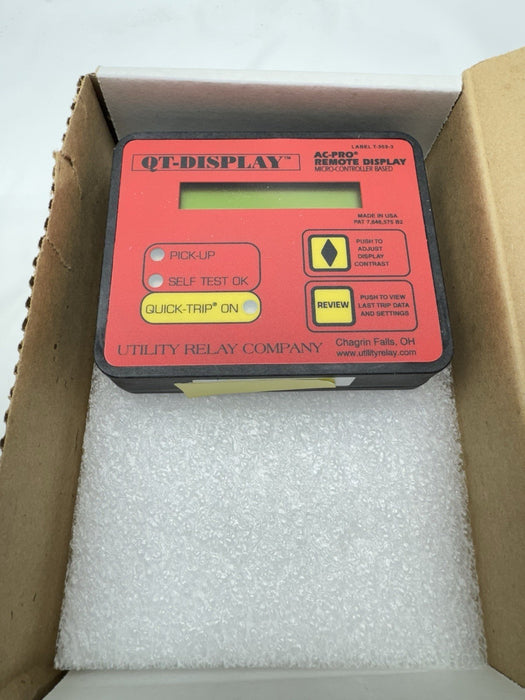 LABEL T-353-2
QT-DISPLAY™
AC-PRO®
REMOTE DISPLAY
MICRO-CONTROLLER BASED
MADE IN USA
PAT 7,646,575 B2
PICK-UP
SELF TEST OK
QUICK-TRIP® ON
PUSH TO
ADJUST
DISPLAY
CONTRAST
REVIEW
PUSH TO VIEW
LAST TRIP DATA
AND SETTINGS
UTILITY RELAY COMPANY
Chagrin Falls, OH
www.utilityrelay.com